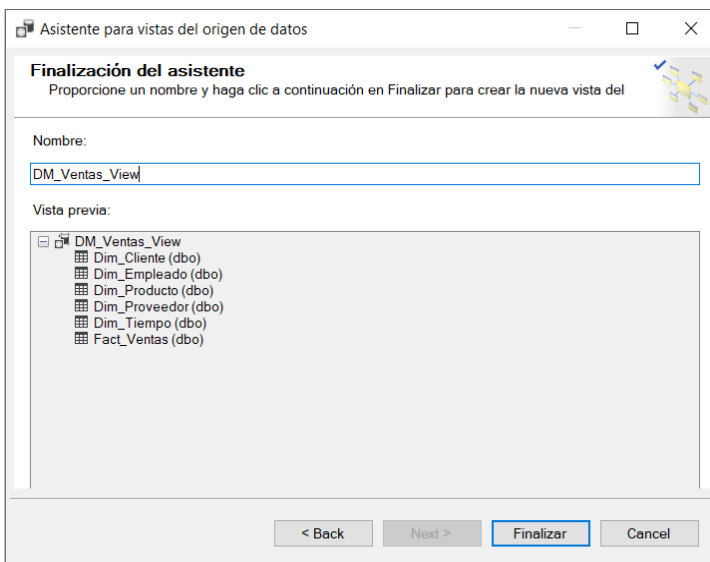 Asistente para vistas del origen de datos
Finalización del asistente
Proporcione un nombre y haga clic a continuación en Finalizar para crear la nueva vista del
Nombre:
DM_Ventas_View
Vista previa:
DM_Ventas_View
Dim_Cliente (dbo)
Dim_Empleado (dbo)
Dim_Producto (dbo)
Dim_Proveedor (dbo)
Dim_Tiempo (dbo)
Fact_Ventas (dbo)
< Back
Next >
Finalizar
Cancel